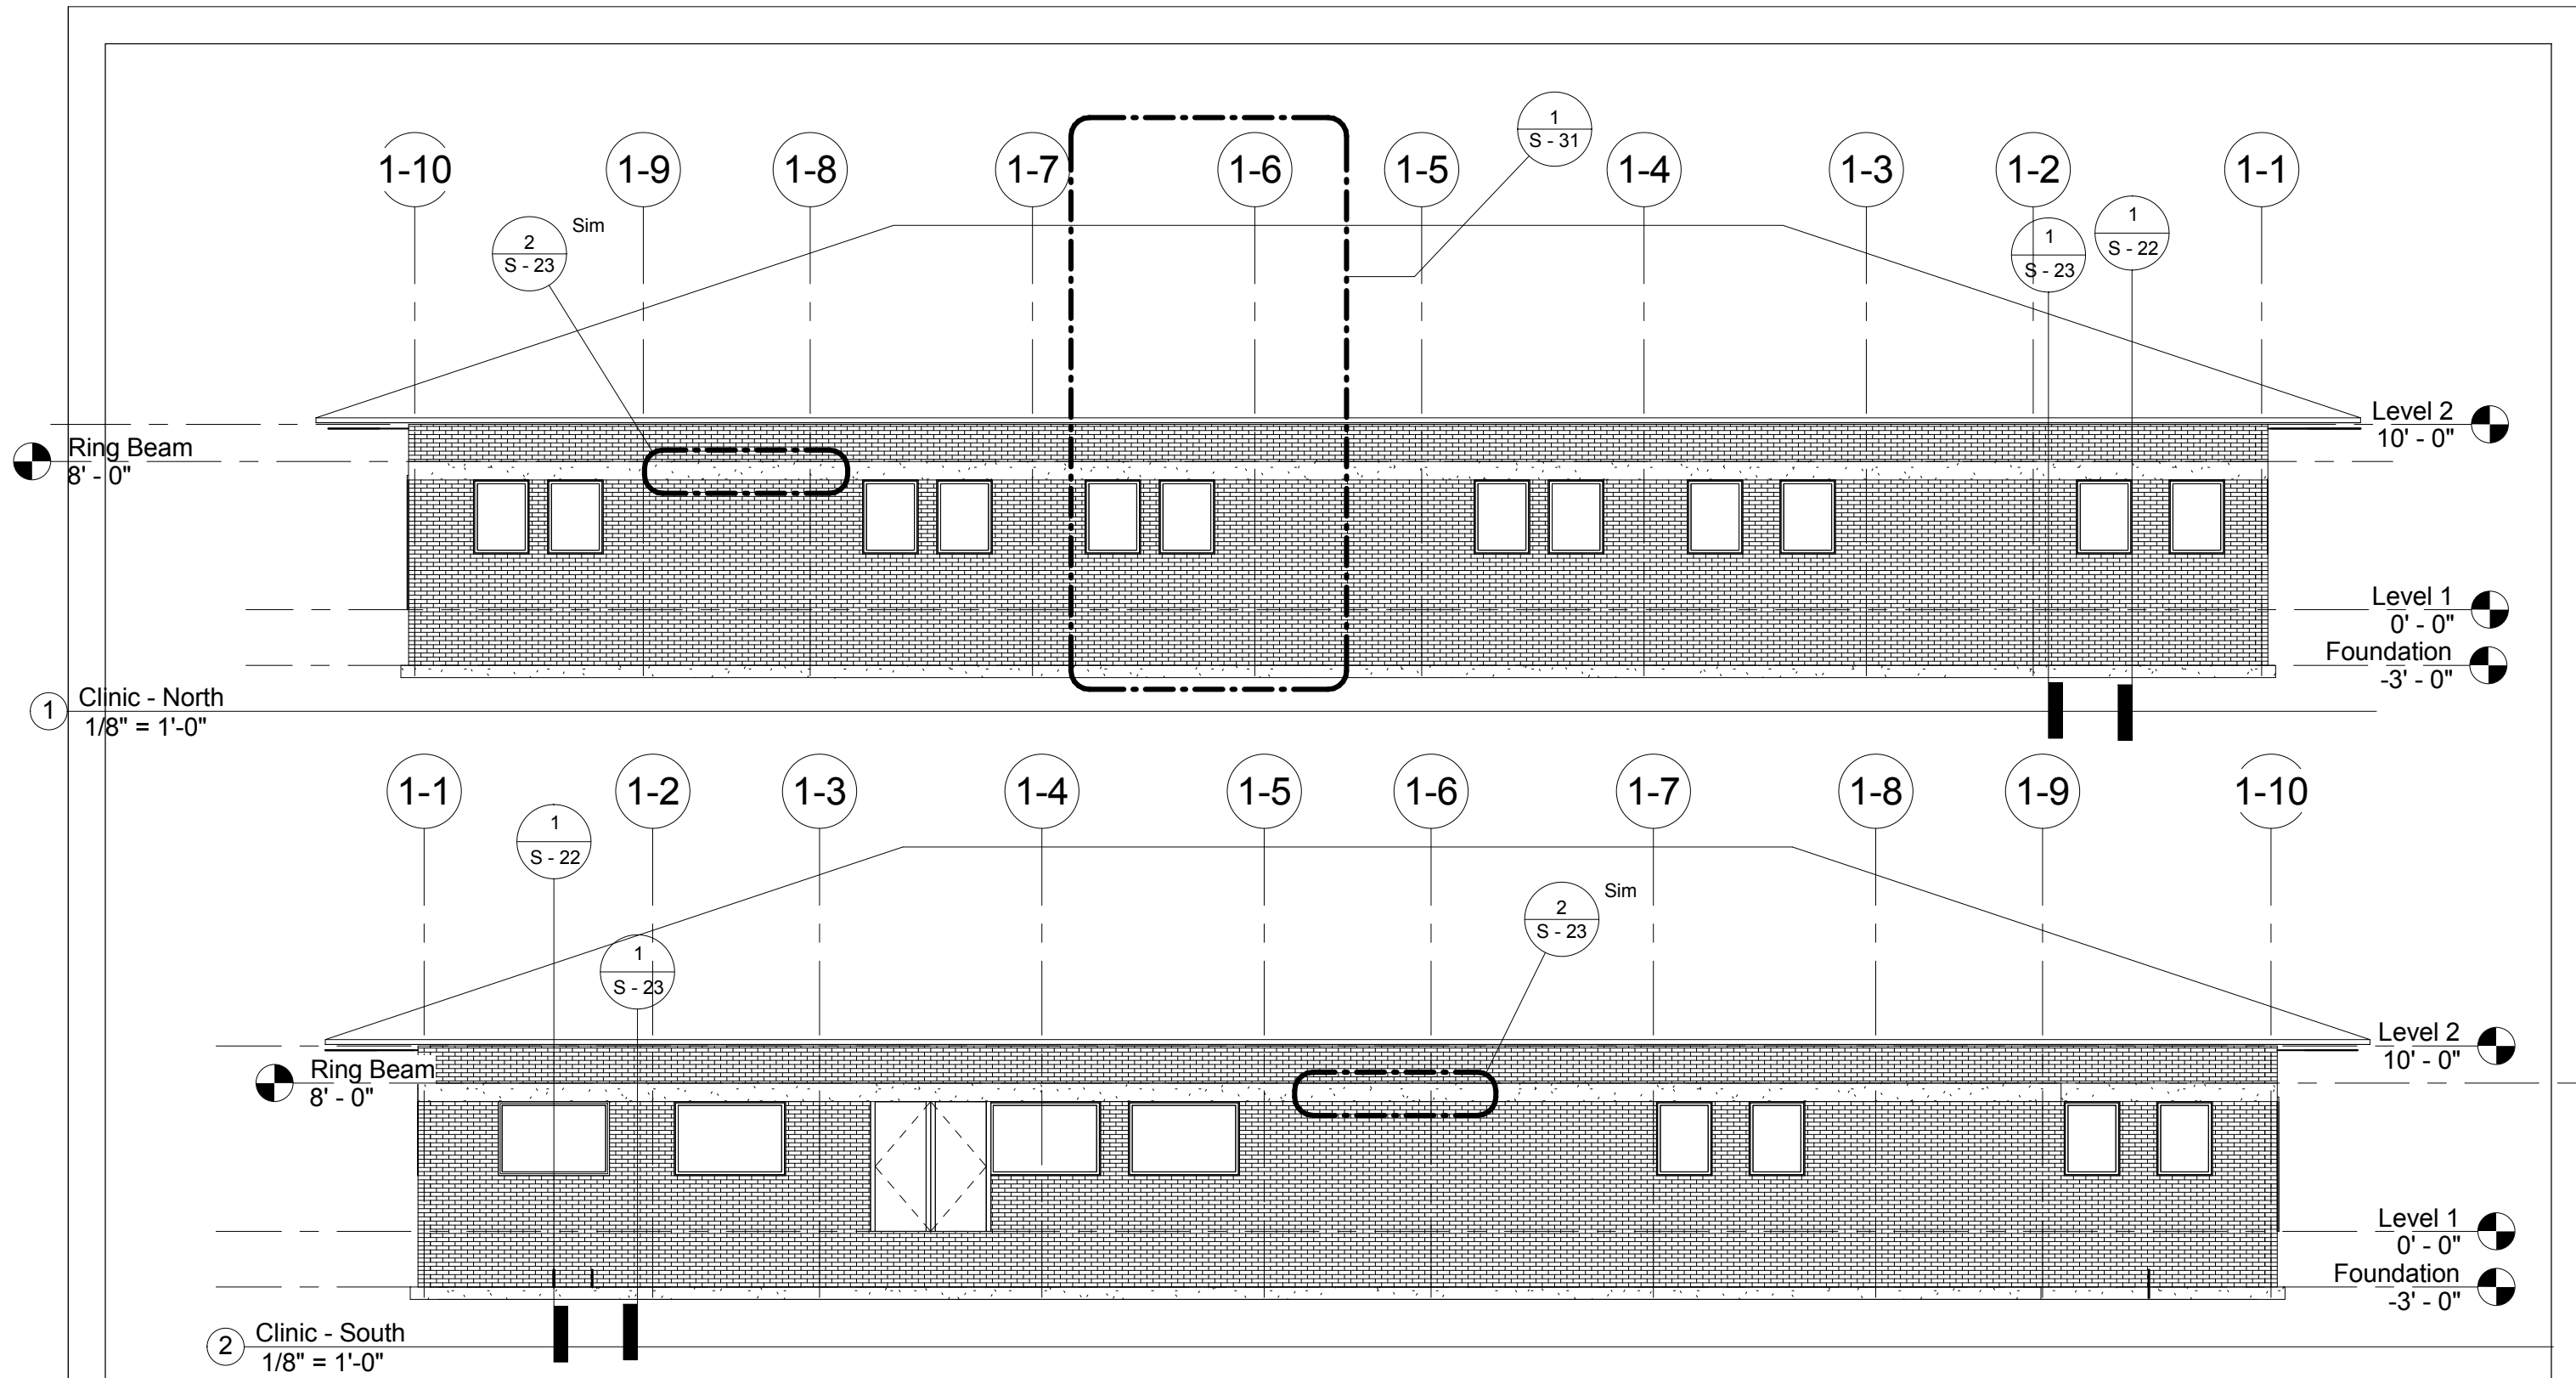 1
S - 31
1-10
1-9
1-8
1-7
1-6
1-5
1-4
1-3
1-2
1-1
2
S - 23
Sim
1
S - 23
1
S - 22
Ring Beam
8' - 0"
Level 2
10' - 0"
Level 1
0' - 0"
Foundation
-3' - 0"
1
Clinic - North
1/8" = 1'-0"
1-1
1-2
1-3
1-4
1-5
1-6
1-7
1-8
1-9
1-10
1
S - 22
1
S - 23
2
S - 23
Sim
Ring Beam
8' - 0"
Level 2
10' - 0"
Level 1
0' - 0"
Foundation
-3' - 0"
2
Clinic - South
1/8" = 1'-0"